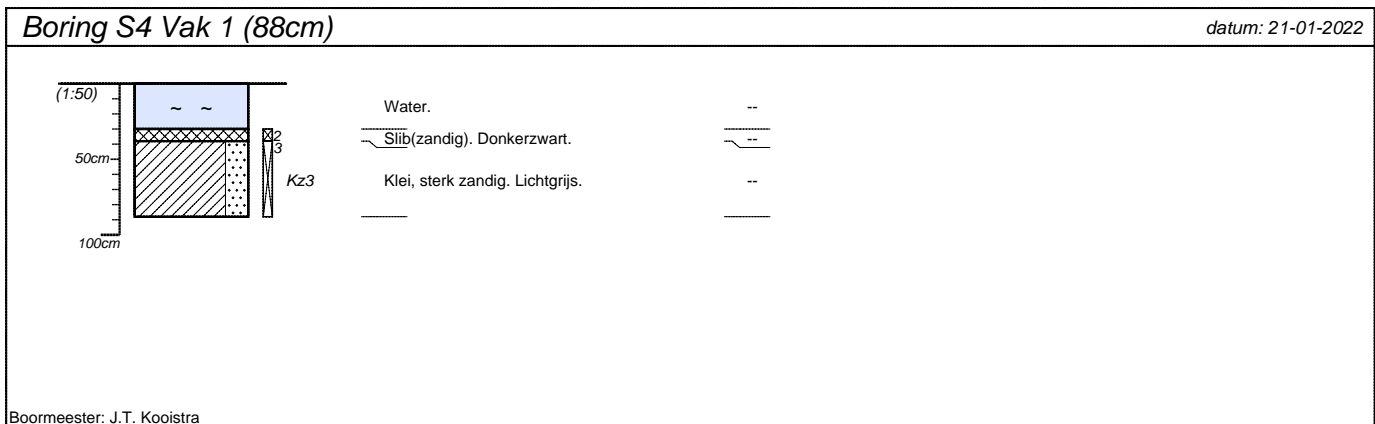 Boring S4 Vak 1 (88cm) datum: 21-01-2022
(1:50)
~ ~ Water. --
2 Slib(zandig). Donkerzwart. --
3
50cm
Kz3 Klei, sterk zandig. Lichtgrijs. --
100cm
Boormeester: J.T. Kooistra